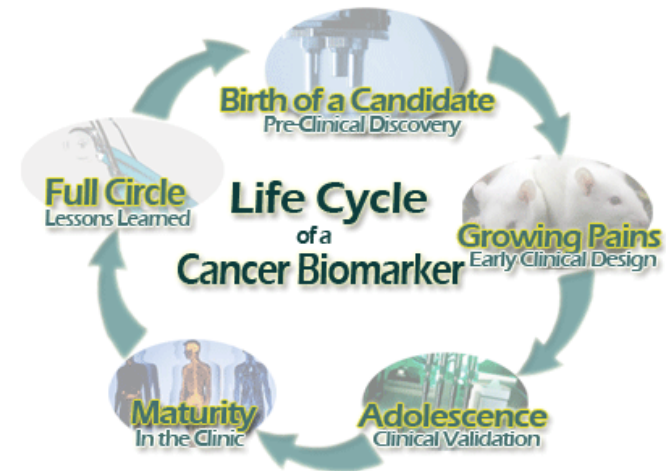 Birth of a Candidate
Pre-Clinical Discovery
Full Circle
Lessons Learned
Life Cycle
of a
Cancer Biomarker
Growing Pains
Early Clinical Design
Maturity
In the Clinic
Adolescence
Clinical Validation